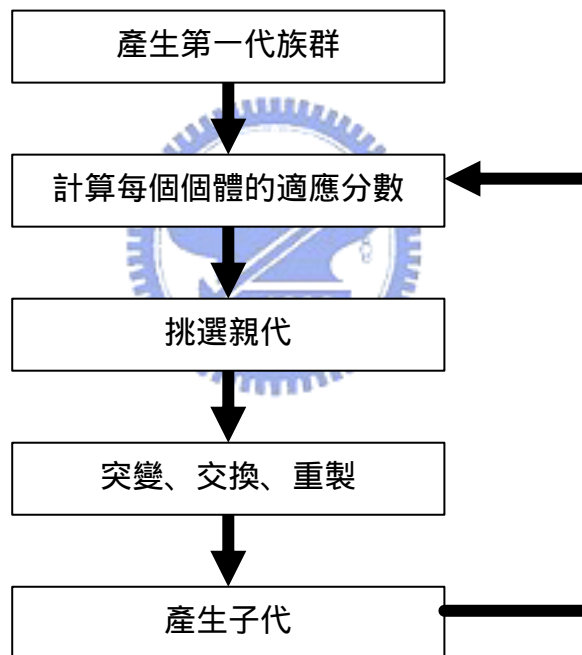 產生第一代族群
計算每個個體的適應分數
挑選親代
突變、交換、重製
產生子代